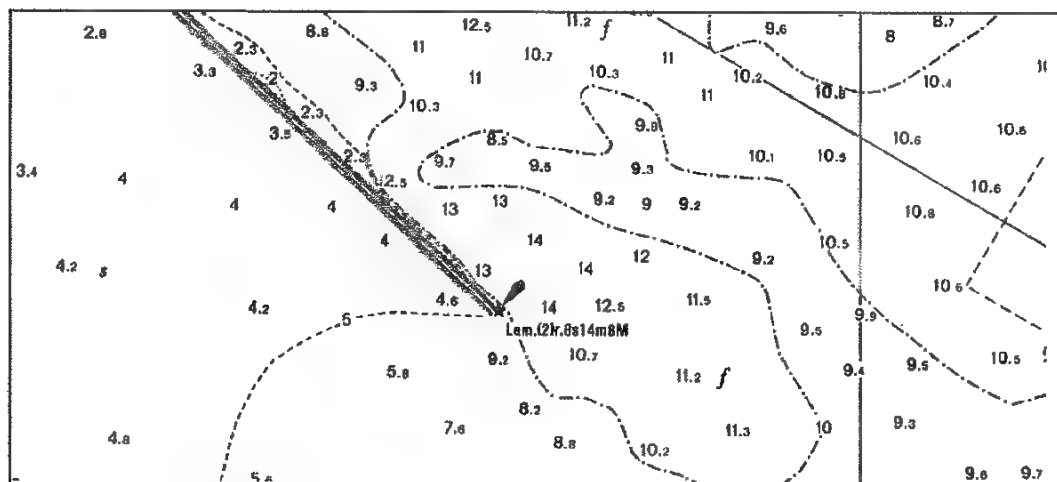 2.8 2.3 8.8 11 12.5 11.2 f 9.6 8 8.7
3.3 2 9.3 11 10.7 10.3 11 10.2 10.8 10.4
3.5 2.3 10.3 11 9.8 10.6 10.6
3.4 4 2.3 9.7 8.5 9.5 9.3 10.1 10.5
4 4 2.5 13 13 9.2 9 9.2 10.8 10.6
4.2 s 4 13 14 14 12 9.2 10.5
4.2 4.6 14 12.5 11.5 10.6
5 Lam.(2)r.6s14m8M 9.5 9.9
5.8 9.2 10.7 11.2 f 9.4 9.5 10.5
4.8 7.6 8.2 8.8 10.2 11.3 10 9.3
5.6 9.6 9.7